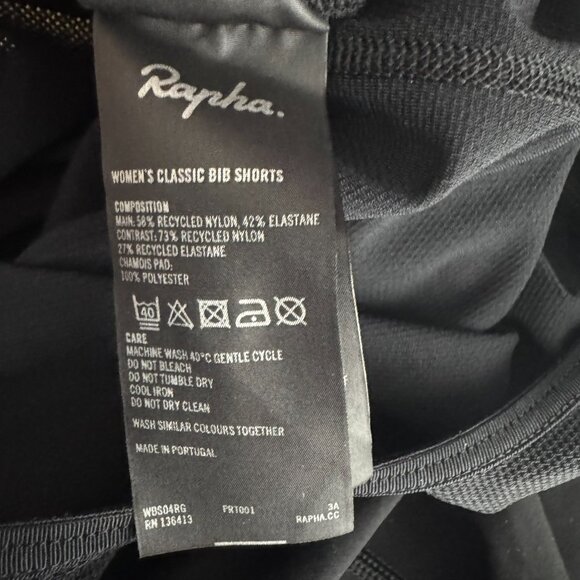 Rapha.
WOMEN'S CLASSIC BIB SHORTS
COMPOSITION
MAIN: 58% RECYCLED NYLON, 42% ELASTANE
CONTRAST: 73% RECYCLED NYLON
27% RECYCLED ELASTANE
CHAMOIS PAD:
100% POLYESTER
40
CARE
MACHINE WASH 40°C GENTLE CYCLE
DO NOT BLEACH
DO NOT TUMBLE DRY
COOL IRON
DO NOT DRY CLEAN
WASH SIMILAR COLOURS TOGETHER
MADE IN PORTUGAL
WBS04RG FRT001 3A
RN 136413 RAPHA.CC